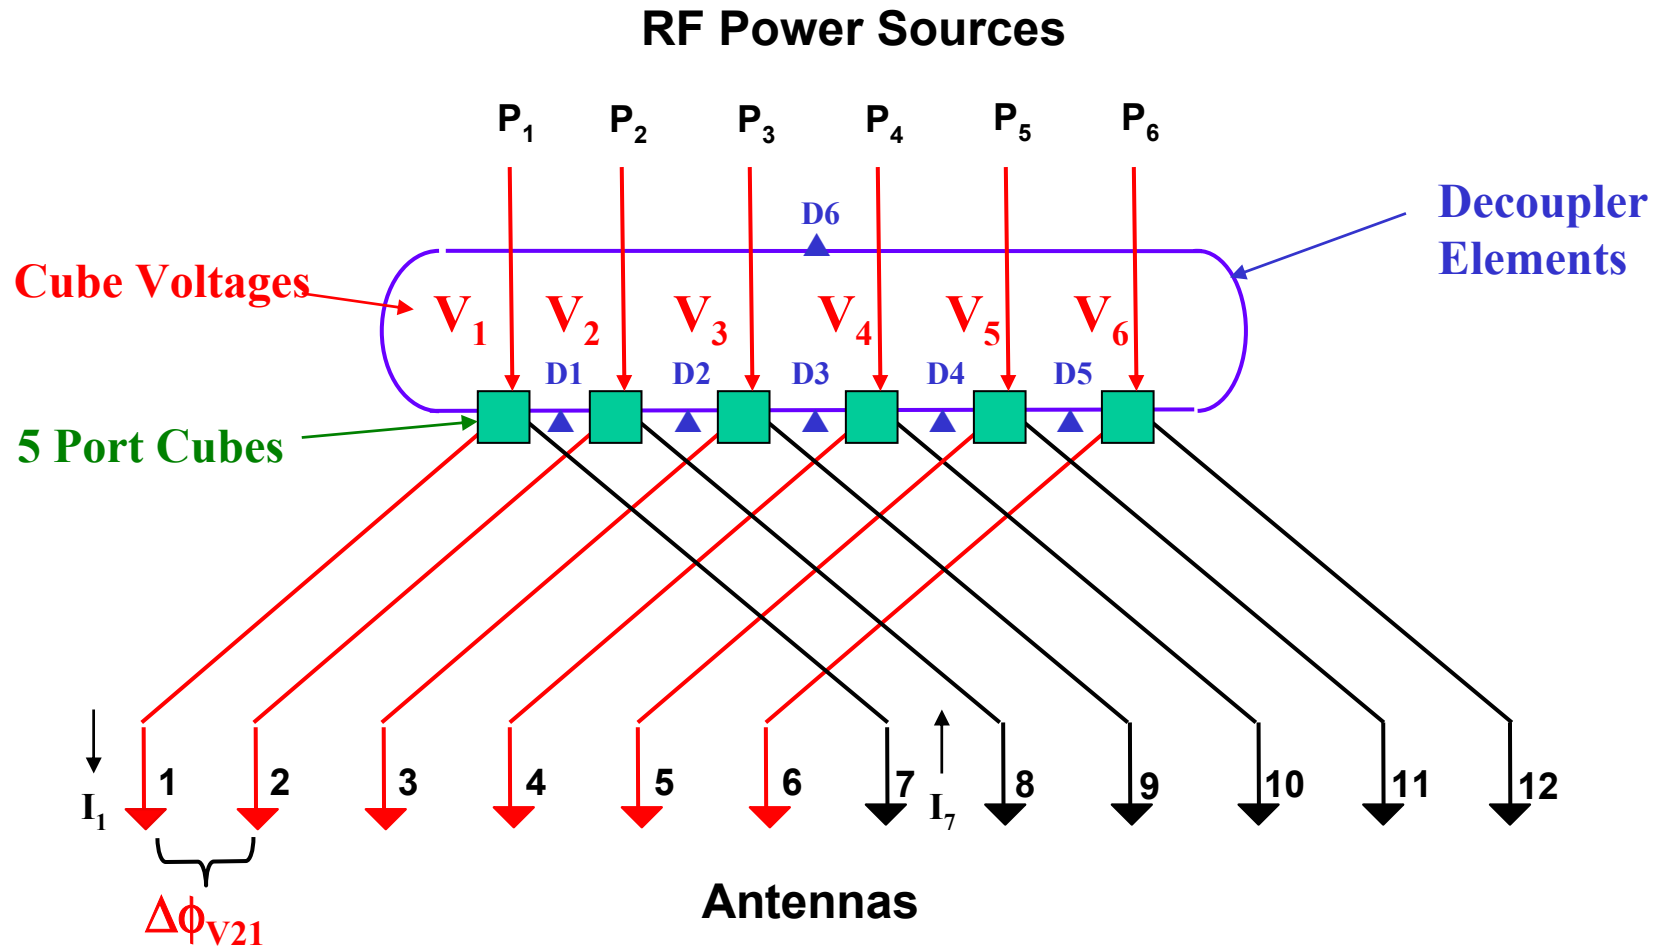 RF Power Sources
P1 P2 P3 P4 P5 P6
Decoupler
Elements
D6
Cube Voltages
V1 V2 V3 V4 V5 V6
D1 D2 D3 D4 D5
5 Port Cubes
1 2 3 4 5 6 7 8 9 10 11 12
I1 I7
ΔϕV21
Antennas